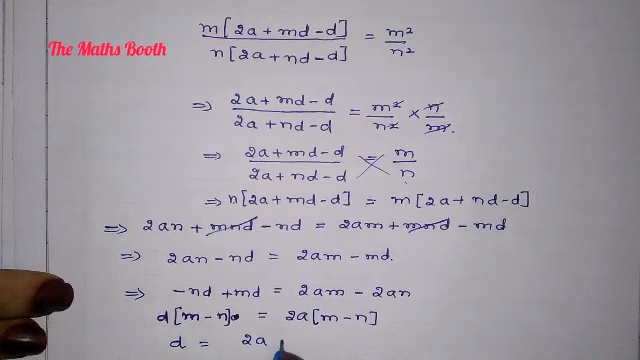 m[2a+md-d] / n[2a+nd-d] = m² / n²
The Maths Booth
⇒ 2a+md-d / 2a+nd-d = m² / n² × n / m.
⇒ 2a+md-d / 2a+nd-d = m / n
⇒ n[2a+md-d] = m[2a+nd-d]
⇒ 2an + mnd - nd = 2am + mnd - md
⇒ 2an - nd = 2am - md.
⇒ -nd + md = 2am - 2an
d[m-n] = 2a[m-n]
d = 2a